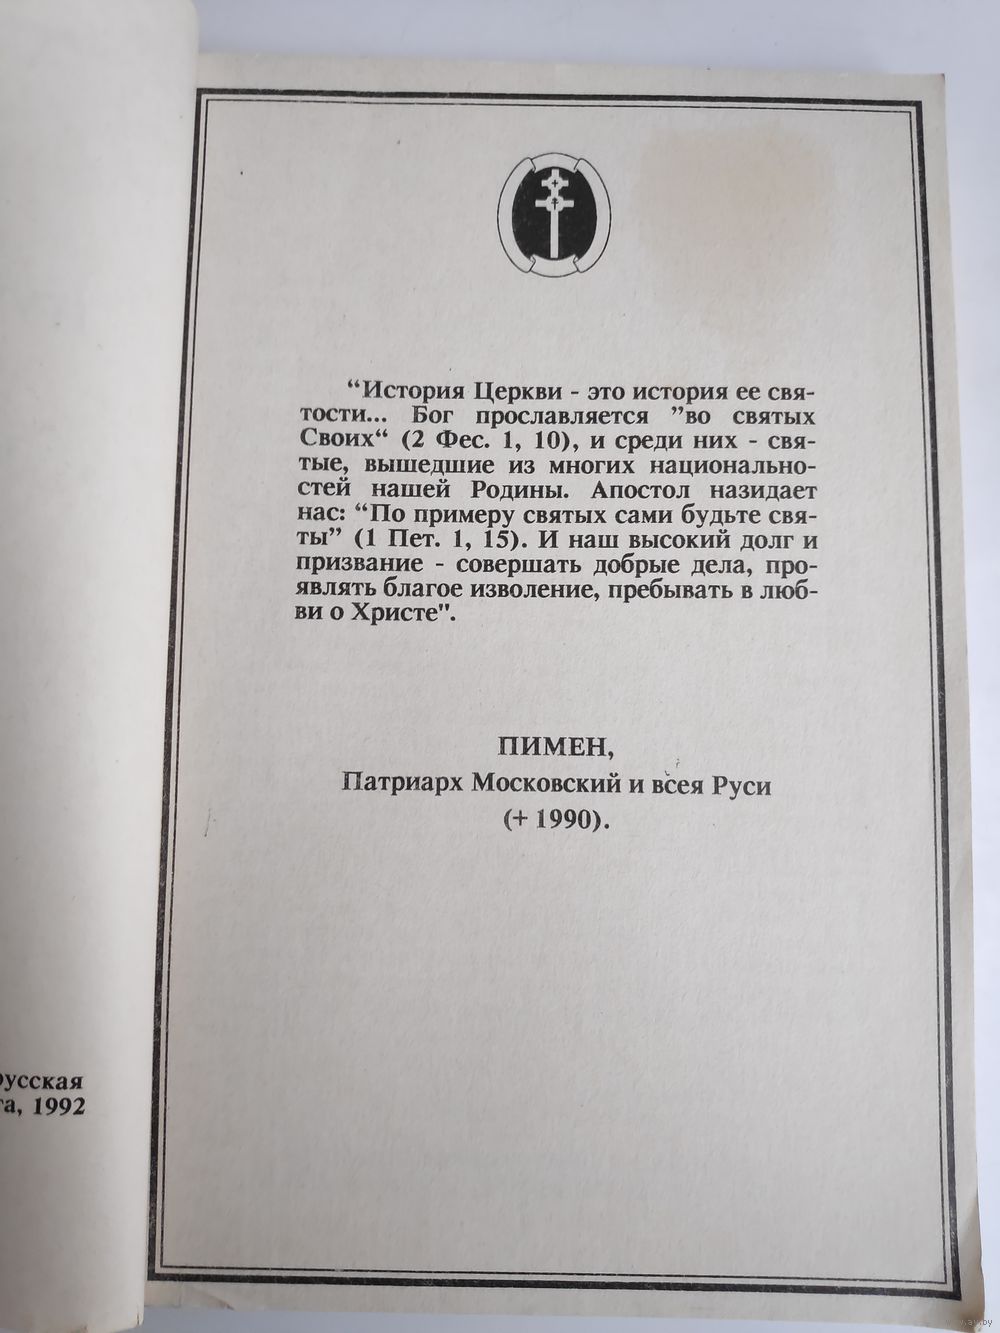 “История Церкви - это история ее свя-
тости... Бог прославляется ”во святых
Своих“ (2 Фес. 1, 10), и среди них - свя-
тые, вышедшие из многих национально-
стей нашей Родины. Апостол назидает
нас: “По примеру святых сами будьте свя-
ты” (1 Пет. 1, 15). И наш высокий долг и
призвание - совершать добрые дела, про-
являть благое изволение, пребывать в люб-
ви о Христе".
ПИМЕН,
Патриарх Московский и всея Руси
(+ 1990).
1992